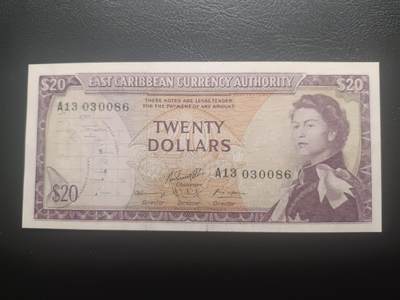 $20 EAST CARIBBEAN CURRENCY AUTHORITY $20
A13 030086
THESE NOTES ARE LEGAL TENDER
FOR THE PAYMENT OF ANY AMOUNT
TWENTY
DOLLARS
A13 030086
Chairman
$20
Director Director Director